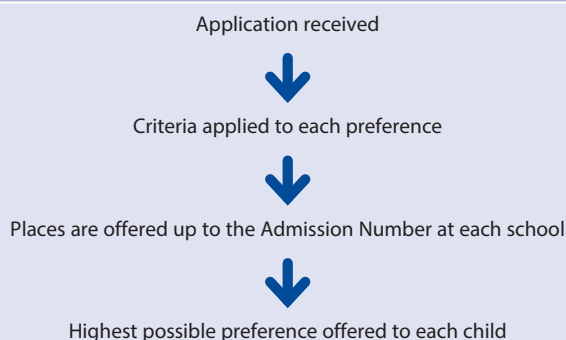 Application received
Criteria applied to each preference
Places are offered up to the Admission Number at each school
Highest possible preference offered to each child